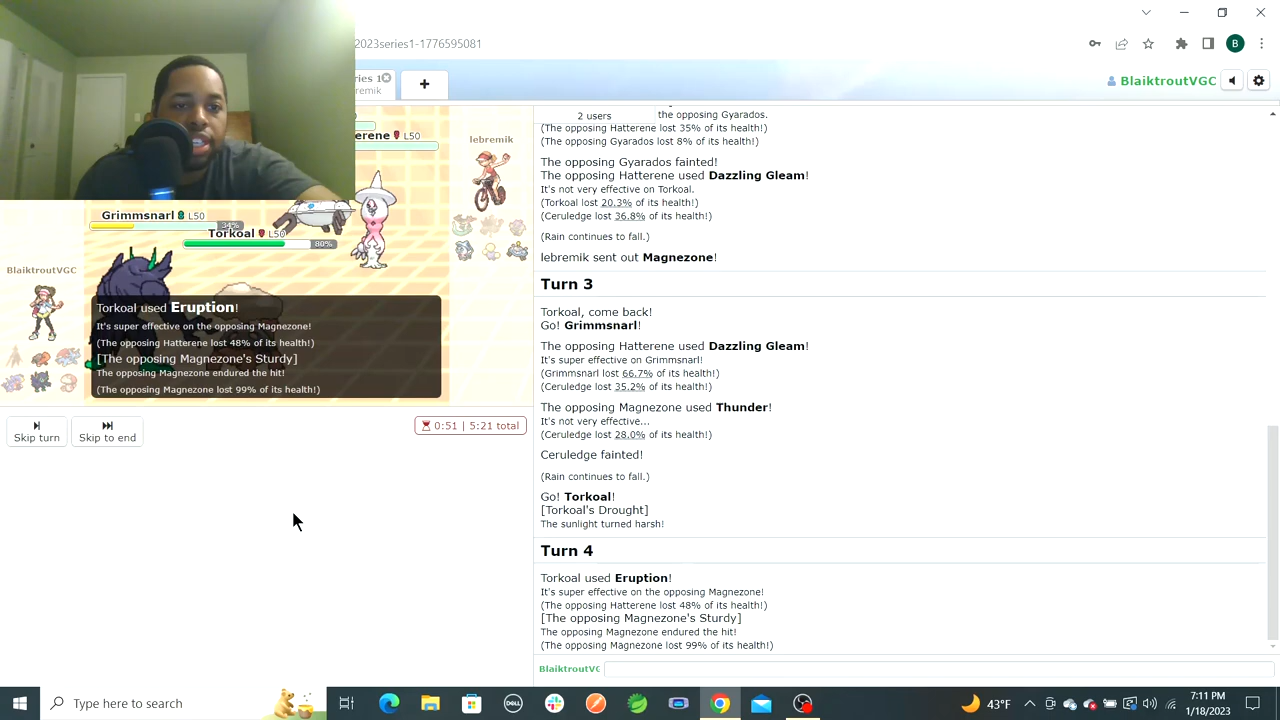 2023series1-1776595081
B
ries 1
remik
+
BlaiktroutVGC
2 users
the opposing Gyarados.
(The opposing Hatterene lost 35% of its health!)
(The opposing Gyarados lost 8% of its health!)
The opposing Gyarados fainted!
The opposing Hatterene used Dazzling Gleam!
It's not very effective on Torkoal.
(Torkoal lost 20.3% of its health!)
(Ceruledge lost 36.8% of its health!)
(Rain continues to fall.)
lebremik sent out Magnezone!
Turn 3
Torkoal, come back!
Go! Grimmsnarl!
The opposing Hatterene used Dazzling Gleam!
It's super effective on Grimmsnarl!
(Grimmsnarl lost 66.7% of its health!)
(Ceruledge lost 35.2% of its health!)
The opposing Magnezone used Thunder!
It's not very effective...
(Ceruledge lost 28.0% of its health!)
Ceruledge fainted!
(Rain continues to fall.)
Go! Torkoal!
[Torkoal's Drought]
The sunlight turned harsh!
Turn 4
Torkoal used Eruption!
It's super effective on the opposing Magnezone!
(The opposing Hatterene lost 48% of its health!)
[The opposing Magnezone's Sturdy]
The opposing Magnezone endured the hit!
(The opposing Magnezone lost 99% of its health!)
BlaiktroutVC
erene L50
lebremik
Grimmsnarl L50
Torkoal L50
80%
BlaiktroutVGC
Torkoal used Eruption!
It's super effective on the opposing Magnezone!
(The opposing Hatterene lost 48% of its health!)
[The opposing Magnezone's Sturdy]
The opposing Magnezone endured the hit!
(The opposing Magnezone lost 99% of its health!)
Skip turn
Skip to end
0:51 | 5:21 total
Type here to search
DELL
43°F
7:11 PM
1/18/2023